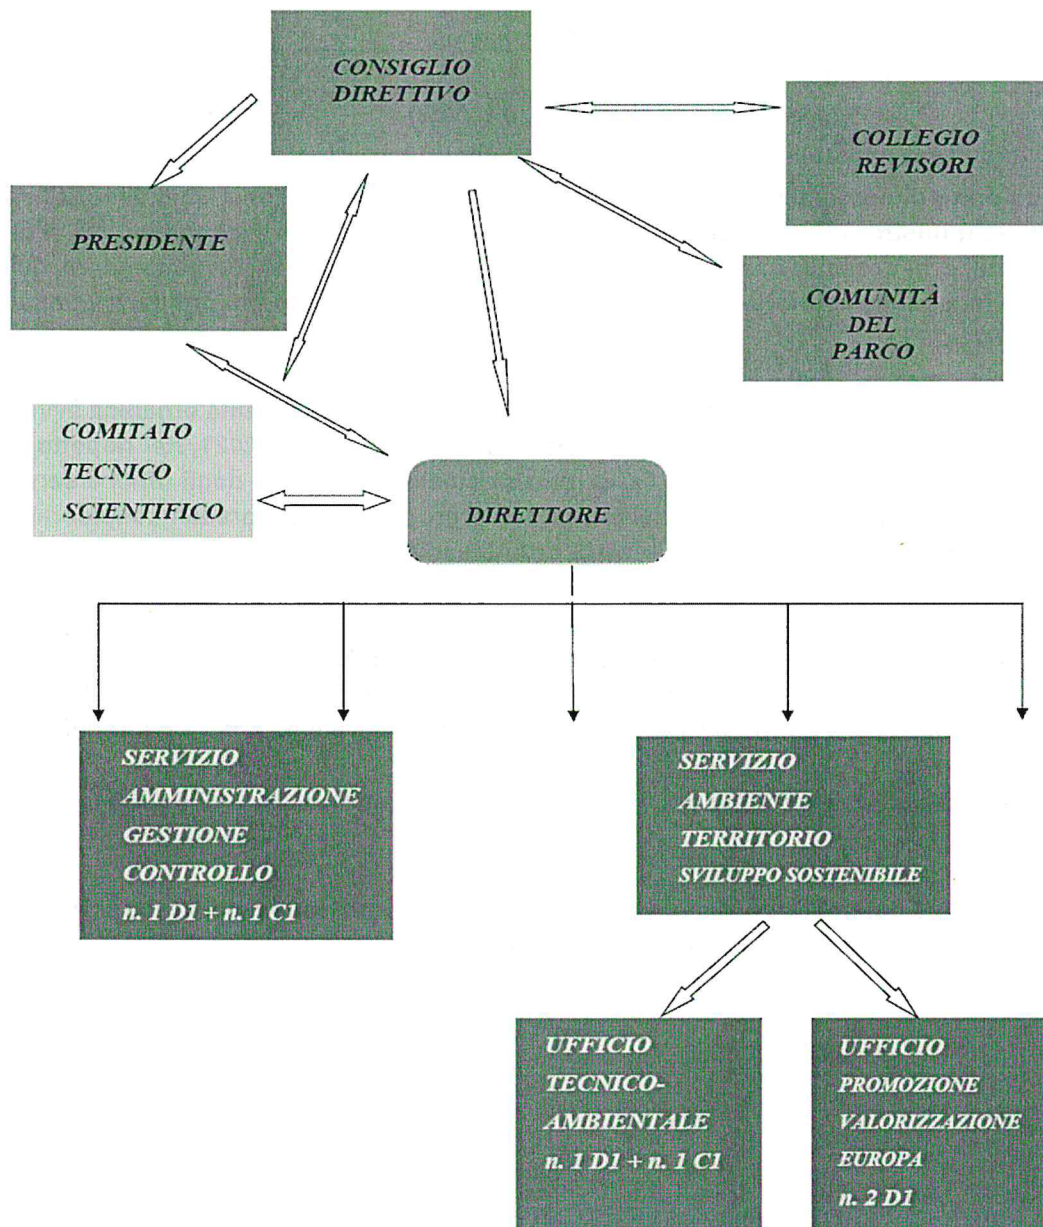 CONSIGLIO
DIRETTIVO
COLLEGIO
REVISORI
PRESIDENTE
COMUNITÀ
DEL
PARCO
COMITATO
TECNICO
SCIENTIFICO
DIRETTORE
SERVIZIO
AMMINISTRAZIONE
GESTIONE
CONTROLLO
n. 1 D1 + n. 1 C1
SERVIZIO
AMBIENTE
TERRITORIO
SVILUPPO SOSTENIBILE
UFFICIO
TECNICO-
AMBIENTALE
n. 1 D1 + n. 1 C1
UFFICIO
PROMOZIONE
VALORIZZAZIONE
EUROPA
n. 2 D1